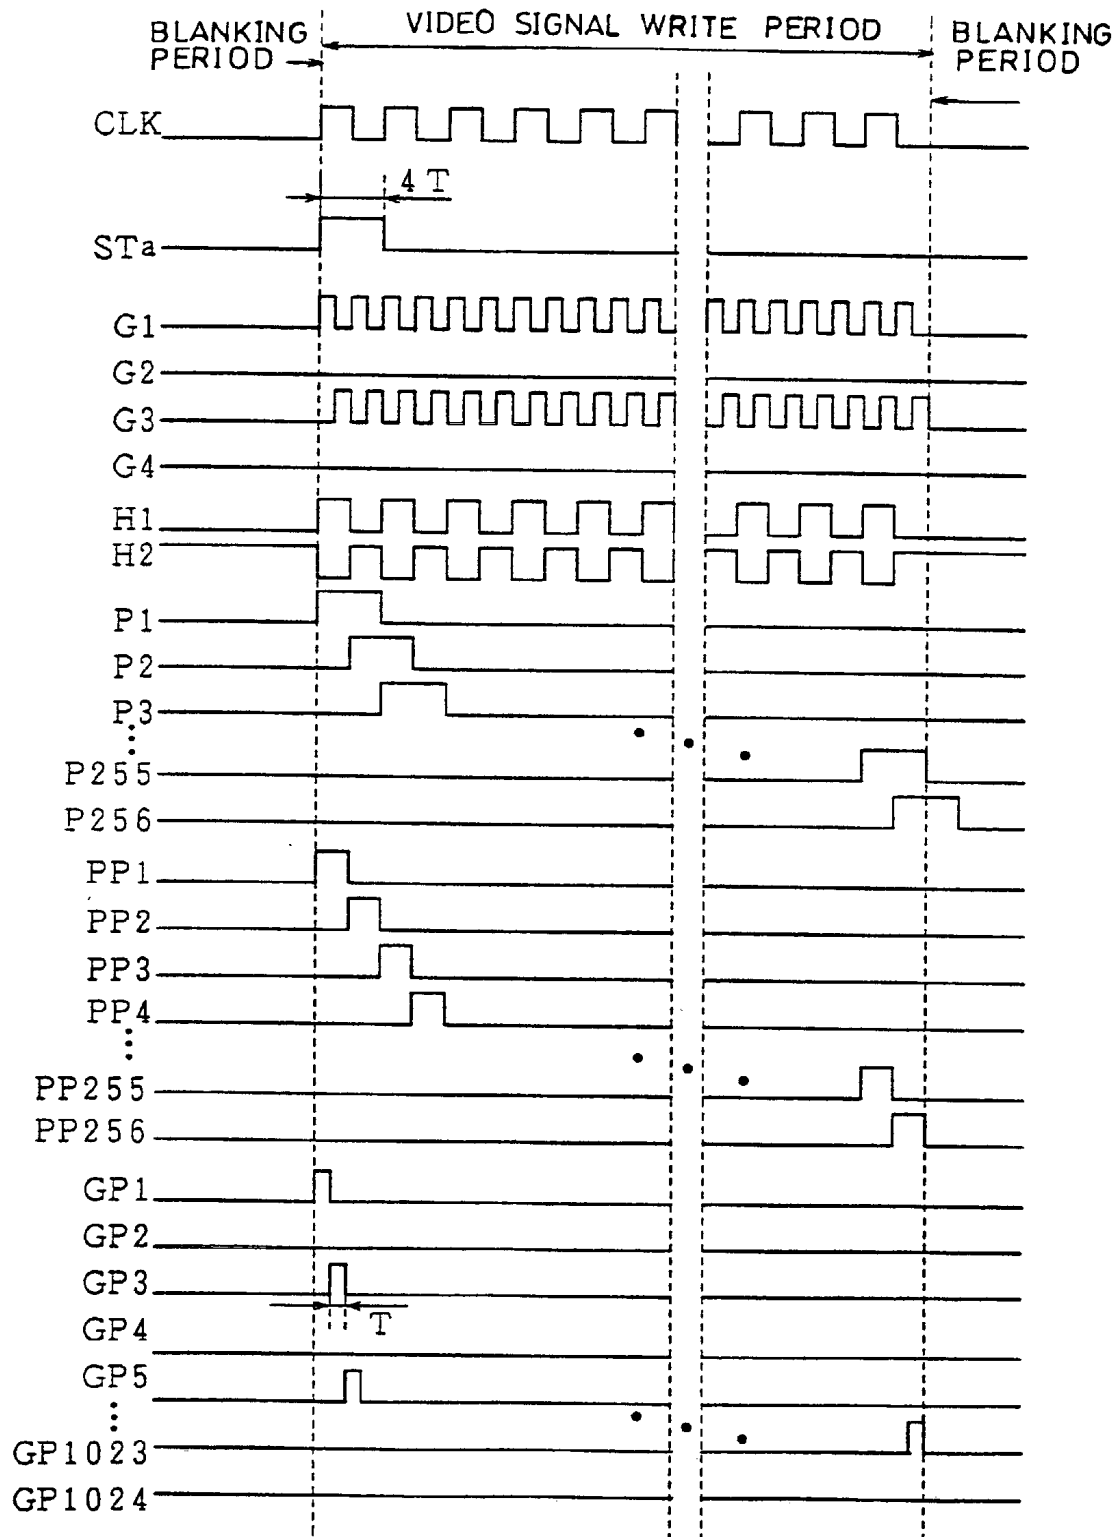 BLANKING PERIOD
VIDEO SIGNAL WRITE PERIOD
BLANKING PERIOD
CLK
4T
STa
G1
G2
G3
G4
H1
H2
P1
P2
P3
P255
P256
PP1
PP2
PP3
PP4
PP255
PP256
GP1
GP2
GP3
T
GP4
GP5
GP1023
GP1024